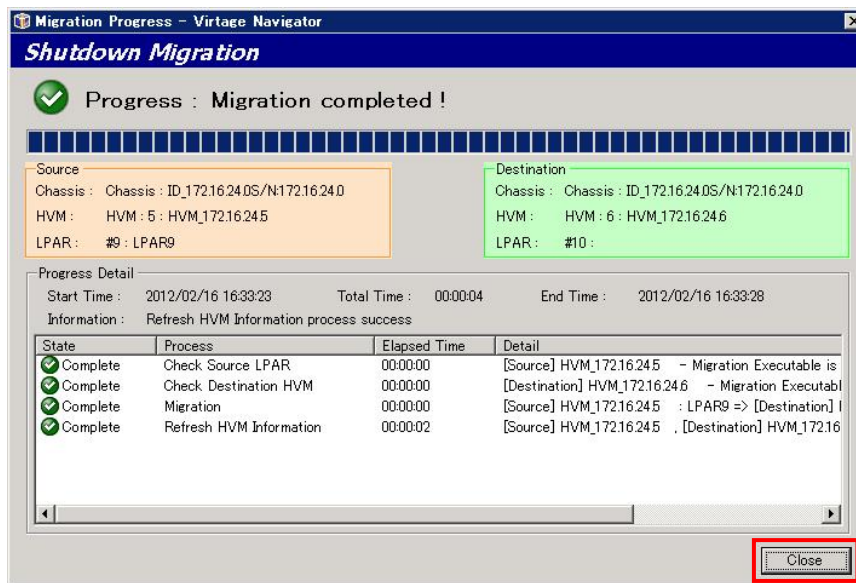 Migration Progress - Virtage Navigator
Shutdown Migration
Progress : Migration completed !
Source
Chassis : Chassis : ID_172.16.24.0S/N:172.16.24.0
HVM : HVM : 5 : HVM_172.16.24.5
LPAR : #9 : LPAR9
Destination
Chassis : Chassis : ID_172.16.24.0S/N:172.16.24.0
HVM : HVM : 6 : HVM_172.16.24.6
LPAR : #10 :
Progress Detail
Start Time : 2012/02/16 16:33:23 Total Time : 00:00:04 End Time : 2012/02/16 16:33:28
Information : Refresh HVM Information process success
State Process Elapsed Time Detail
Complete Check Source LPAR 00:00:00 [Source] HVM_172.16.24.5 - Migration Executable is
Complete Check Destination HVM 00:00:00 [Destination] HVM_172.16.24.6 - Migration Executabl
Complete Migration 00:00:00 [Source] HVM_172.16.24.5 : LPAR9 => [Destination]
Complete Refresh HVM Information 00:00:02 [Source] HVM_172.16.24.5 , [Destination] HVM_172.16
Close